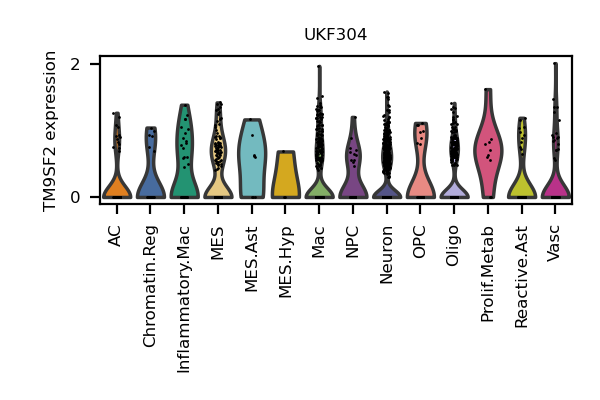 UKF304
TM9SF2 expression
2
0
AC
Chromatin.Reg
Inflammatory.Mac
MES
MES.Ast
MES.Hyp
Mac
NPC
Neuron
OPC
Oligo
Prolif.Metab
Reactive.Ast
Vasc